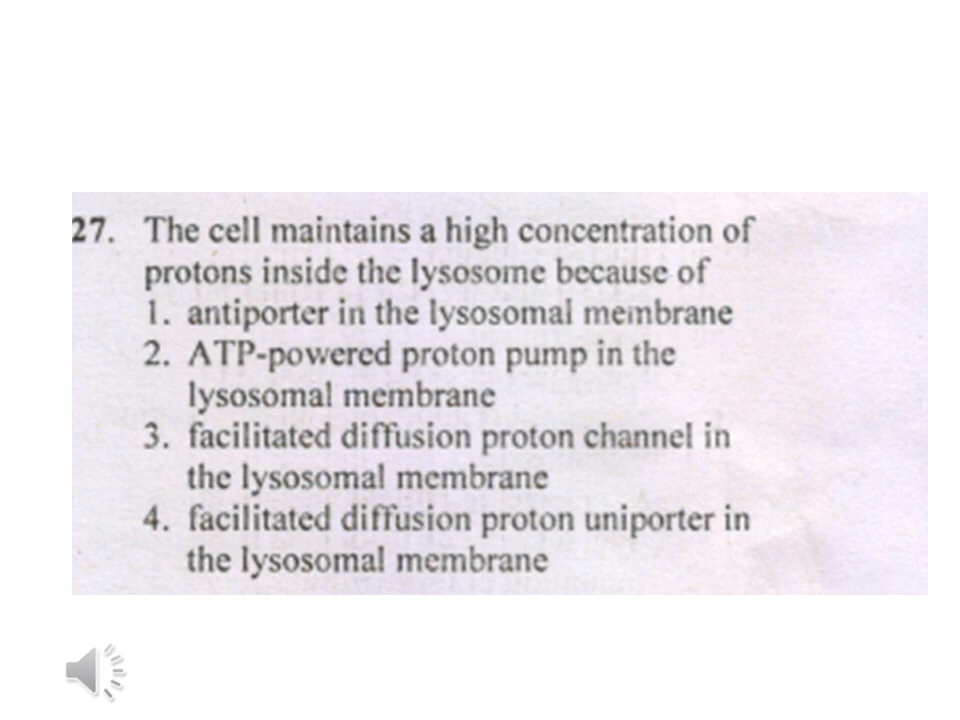 27. The cell maintains a high concentration of
protons inside the lysosome because of
1. antiporter in the lysosomal membrane
2. ATP-powered proton pump in the
lysosomal membrane
3. facilitated diffusion proton channel in
the lysosomal membrane
4. facilitated diffusion proton uniporter in
the lysosomal membrane